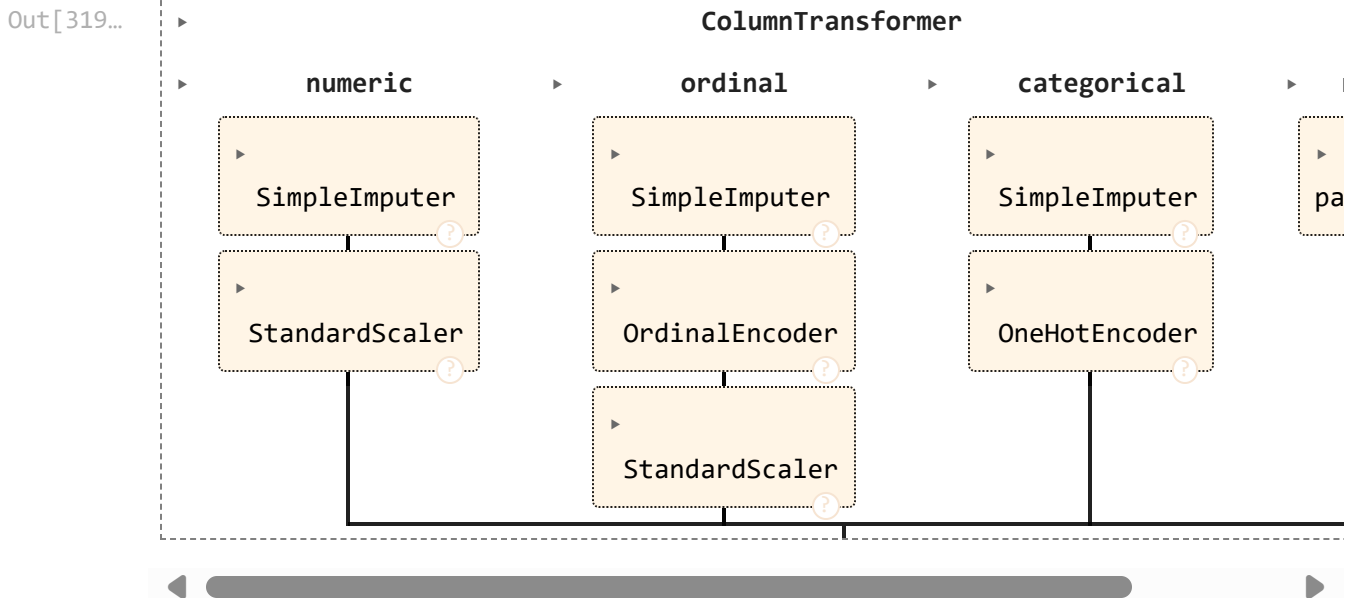 Out[319…
ColumnTransformer
numeric ordinal categorical
SimpleImputer SimpleImputer SimpleImputer pa
? ? ?
StandardScaler OrdinalEncoder OneHotEncoder
? ? ?
StandardScaler
?